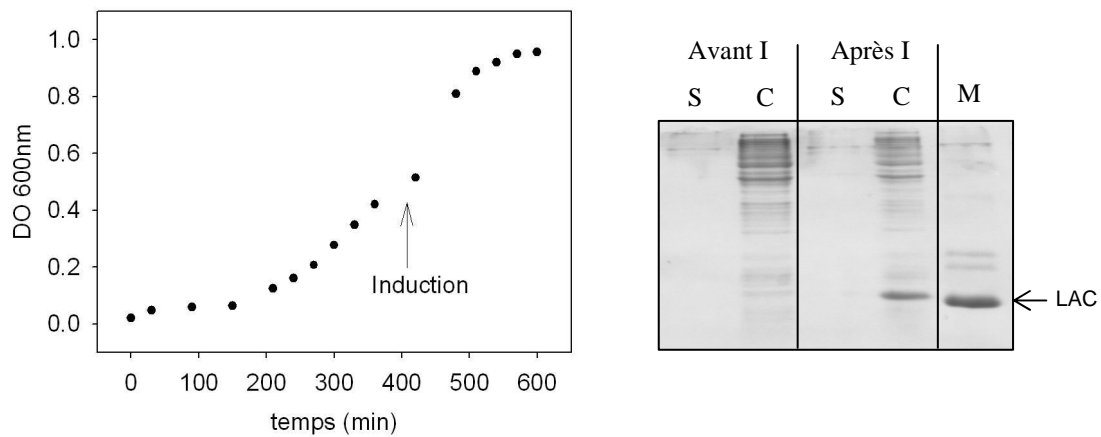 DO 600nm
1.0
0.8
0.6
0.4
0.2
0.0
Induction
0 100 200 300 400 500 600
temps (min)
Avant I Après I
S C S C M
LAC